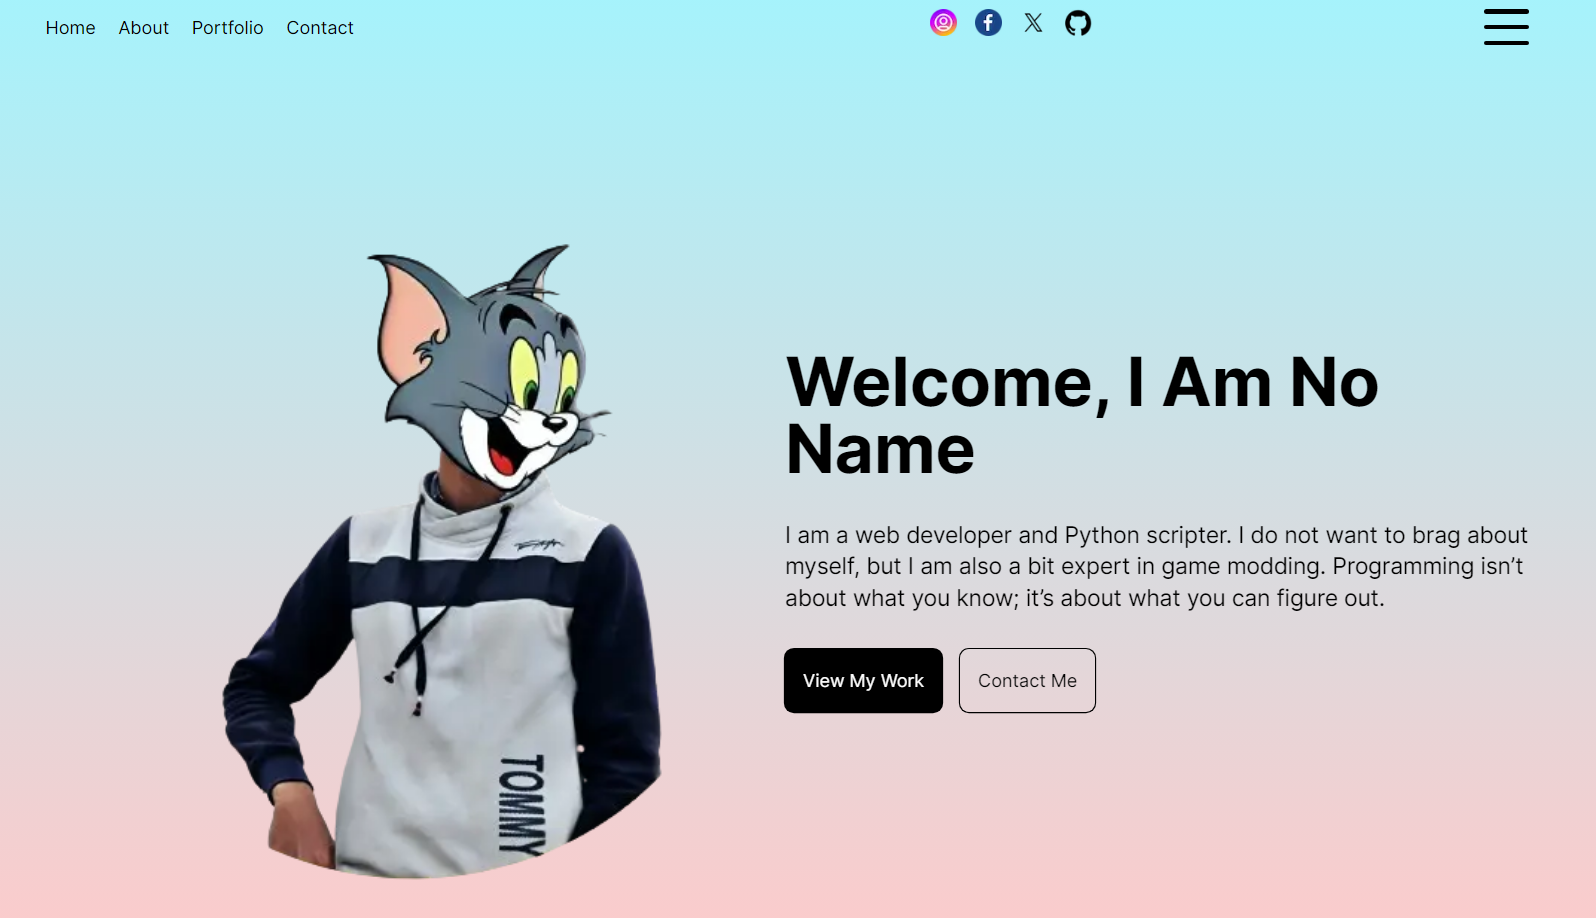 Home About Portfolio Contact
Welcome, I Am No
Name
I am a web developer and Python scripter. I do not want to brag about
myself, but I am also a bit expert in game modding. Programming isn’t
about what you know; it’s about what you can figure out.
View My Work Contact Me
TOMMY